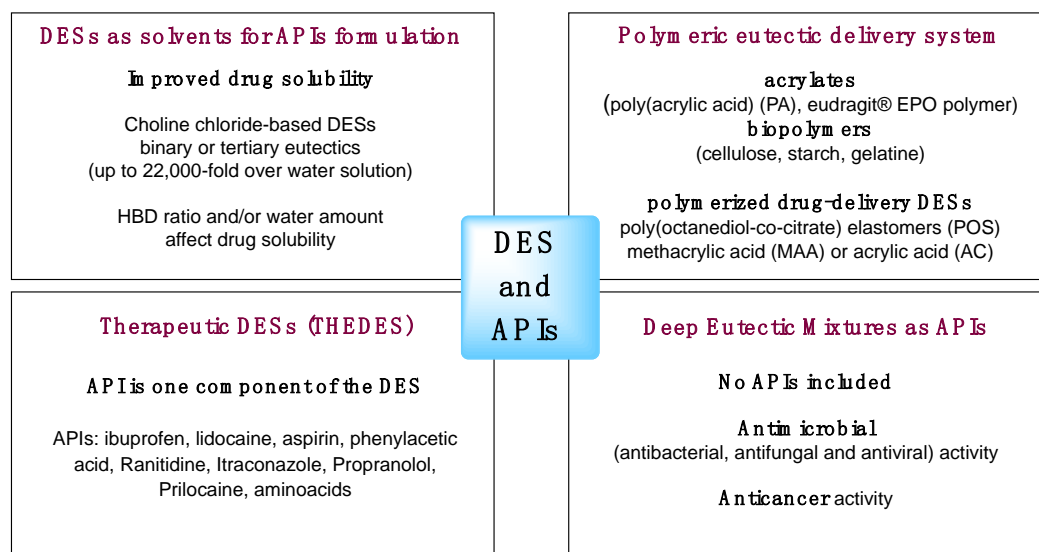 DESs as solvents for APIs formulation
Improved drug solubility
Choline chloride-based DESs
binary or tertiary eutectics
(up to 22,000-fold over water solution)
HBD ratio and/or water amount
affect drug solubility
Polymeric eutectic delivery system
acrylates
(poly(acrylic acid) (PA), eudragit® EPO polymer)
biopolymers
(cellulose, starch, gelatine)
polymerized drug-delivery DESs
poly(octanediol-co-citrate) elastomers (POS)
methacrylic acid (MAA) or acrylic acid (AC)
DES
and
APIs
Therapeutic DESs (THEDES)
API is one component of the DES
APIs: ibuprofen, lidocaine, aspirin, phenylacetic
acid, Ranitidine, Itraconazole, Propranolol,
Prilocaine, aminoacids
Deep Eutectic Mixtures as APIs
No APIs included
Antimicrobial
(antibacterial, antifungal and antiviral) activity
Anticancer activity